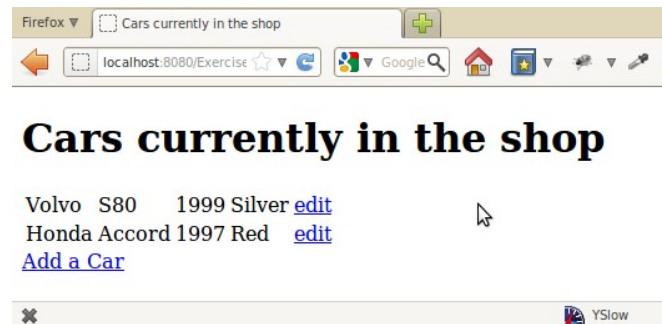 Firefox
Cars currently in the shop
localhost:8080/Exercise
Google
Cars currently in the shop
Volvo S80 1999 Silver edit
Honda Accord 1997 Red edit
Add a Car
YSlow